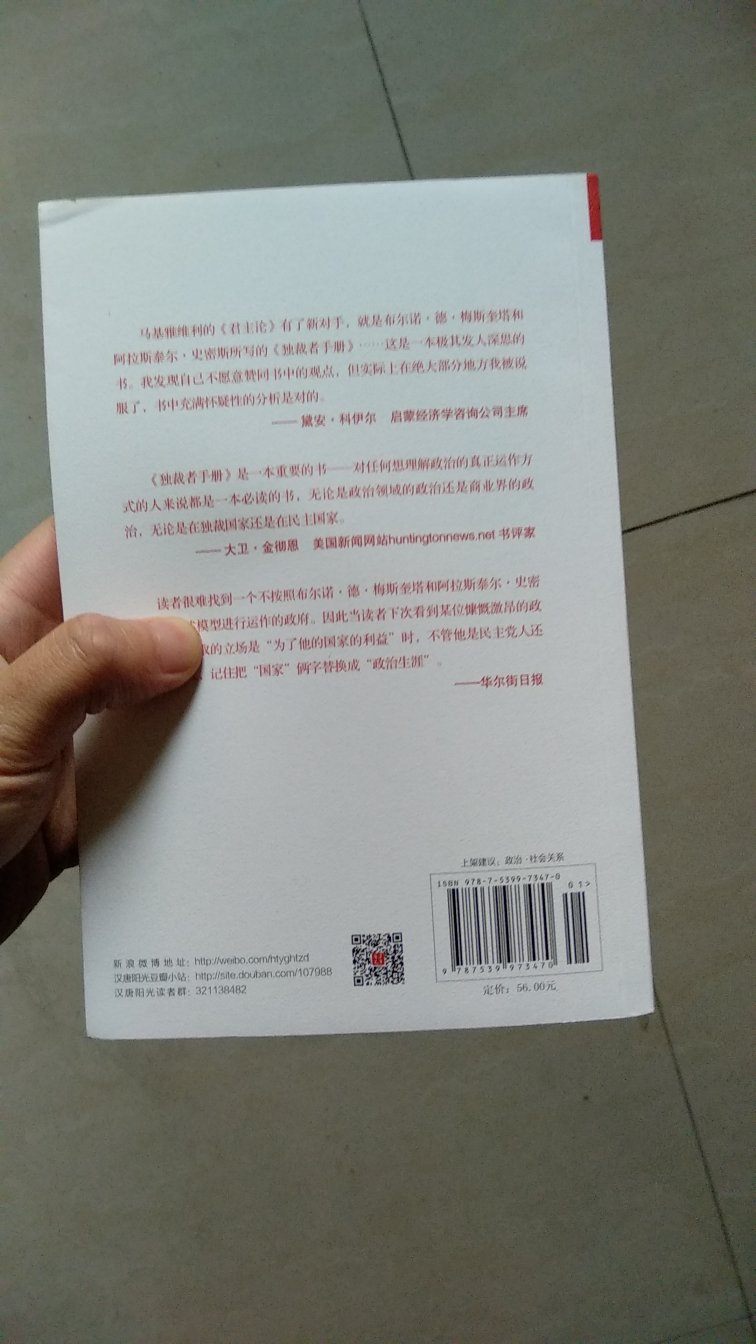 马基雅维利的《君主论》有了新对手，就是布尔诺·德·梅斯奎塔和
阿拉斯泰尔·史密斯所写的《独裁者手册》……这是一本极其发人深思的
书。我发现自己不愿意赞同书中的观点，但实际上在绝大部分地方我被说
服了，书中充满怀疑性的分析是对的。
—— 黛安·科伊尔 启蒙经济学咨询公司主席
《独裁者手册》是一本重要的书——对任何想理解政治的真正运作方
式的人来说都是一本必读的书，无论是政治领域的政治还是商业界的政
治，无论是在独裁国家还是在民主国家。
—— 大卫·金彻恩 美国新闻网站huntingtonnews.net 书评家
读者很难找到一个不按照布尔诺·德·梅斯奎塔和阿拉斯泰尔·史密
模型进行运作的政府。因此当读者下次看到某位慷慨激昂的政
的立场是“为了他的国家的利益”时，不管他是民主党人还
记住把“国家”俩字替换成“政治生涯”。
——华尔街日报
上架建议：政治·社会关系
ISBN 978-7-5399-7347-0
01>
9 787539 973470
定价：56.00元
新浪微博地址：http://weibo.com/htyghtzd
汉唐阳光豆瓣小站：http://site.douban.com/107988
汉唐阳光读者群：321138482